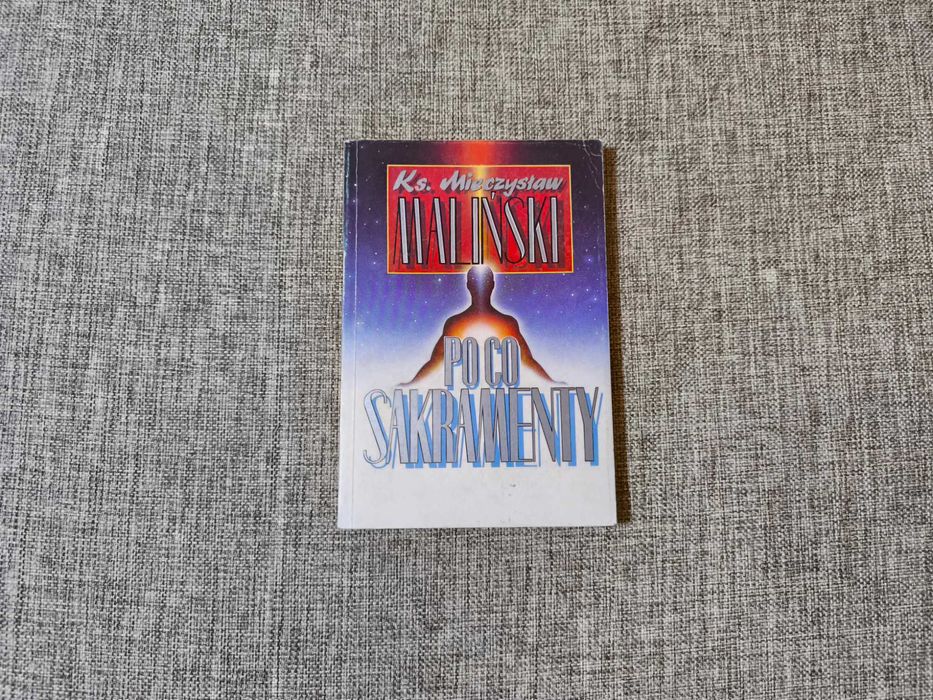 Ks. Mieczysław
MALIŃSKI
PO CO
SAKRAMENTY